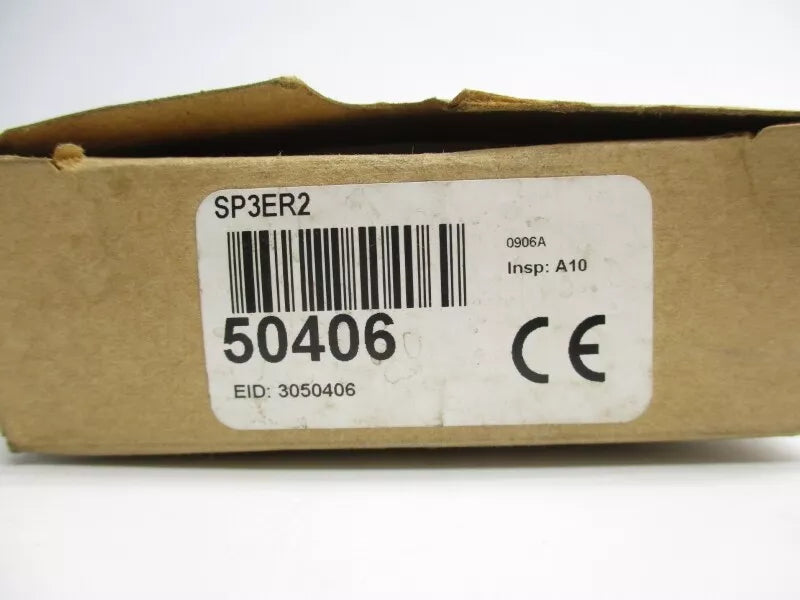 SP3ER2
0906A
Insp: A10
50406
CE
EID: 3050406